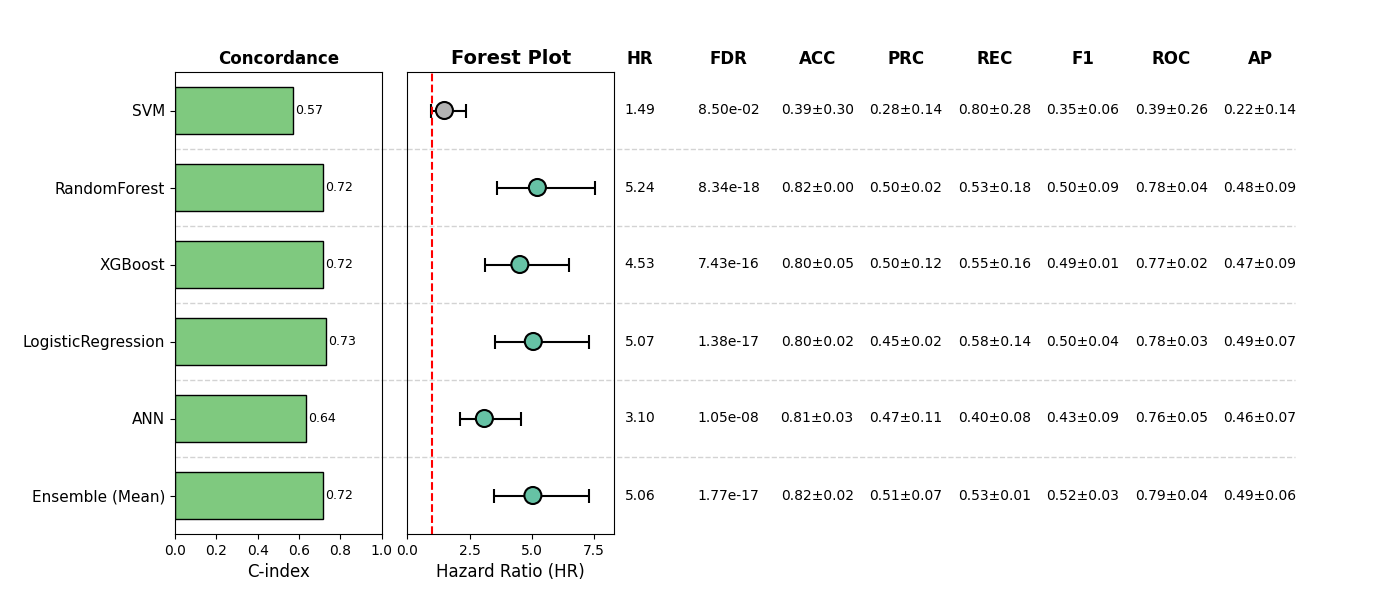 Concordance Forest Plot HR FDR ACC PRC REC F1 ROC AP
SVM 0.57 1.49 8.50e-02 0.39±0.30 0.28±0.14 0.80±0.28 0.35±0.06 0.39±0.26 0.22±0.14
RandomForest 0.72 5.24 8.34e-18 0.82±0.00 0.50±0.02 0.53±0.18 0.50±0.09 0.78±0.04 0.48±0.09
XGBoost 0.72 4.53 7.43e-16 0.80±0.05 0.50±0.12 0.55±0.16 0.49±0.01 0.77±0.02 0.47±0.09
LogisticRegression 0.73 5.07 1.38e-17 0.80±0.02 0.45±0.02 0.58±0.14 0.50±0.04 0.78±0.03 0.49±0.07
ANN 0.64 3.10 1.05e-08 0.81±0.03 0.47±0.11 0.40±0.08 0.43±0.09 0.76±0.05 0.46±0.07
Ensemble (Mean) 0.72 5.06 1.77e-17 0.82±0.02 0.51±0.07 0.53±0.01 0.52±0.03 0.79±0.04 0.49±0.06
0.0 0.2 0.4 0.6 0.8 1.0 0.0 2.5 5.0 7.5
C-index Hazard Ratio (HR)